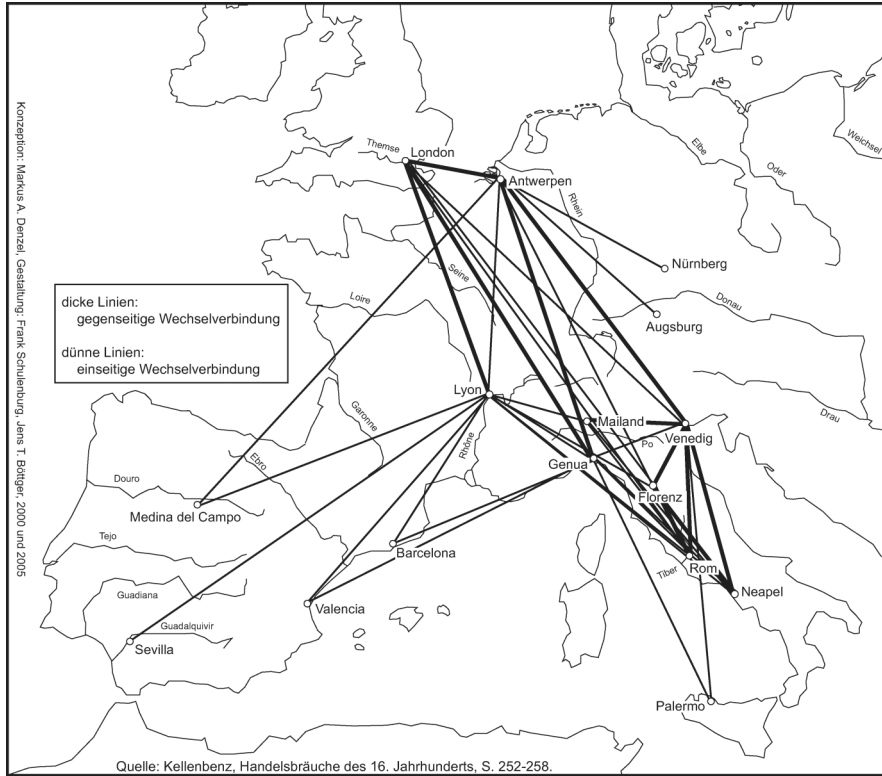 Konzeption: Markus A. Denzel, Gestaltung: Frank Schulenburg, Jens T. Böttger, 2000 und 2005
Themse
London
Antwerpen
Rhein
Elbe
Oder
Weichsel
Nürnberg
Seine
Loire
Donau
Augsburg
dicke Linien:
gegenseitige Wechselverbindung
dünne Linien:
einseitige Wechselverbindung
Lyon
Garonne
Rhône
Mailand
Po
Venedig
Drau
Genua
Florenz
Ebro
Douro
Medina del Campo
Tejo
Barcelona
Rom
Tiber
Neapel
Guadiana
Valencia
Guadalquivir
Sevilla
Palermo
Quelle: Kellenbenz, Handelsbräuche des 16. Jahrhunderts, S. 252-258.